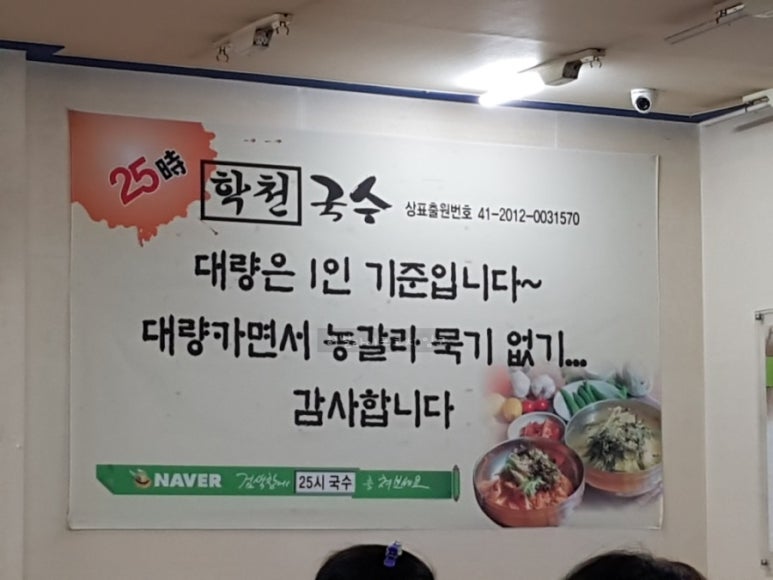 25時
학천 국수 상표출원번호 41-2012-0031570
대량은 1인 기준입니다~
대량가면서 농갈라 묵기 없기...
감사합니다
NAVER 검색창에 25시 국수 를 쳐보세요